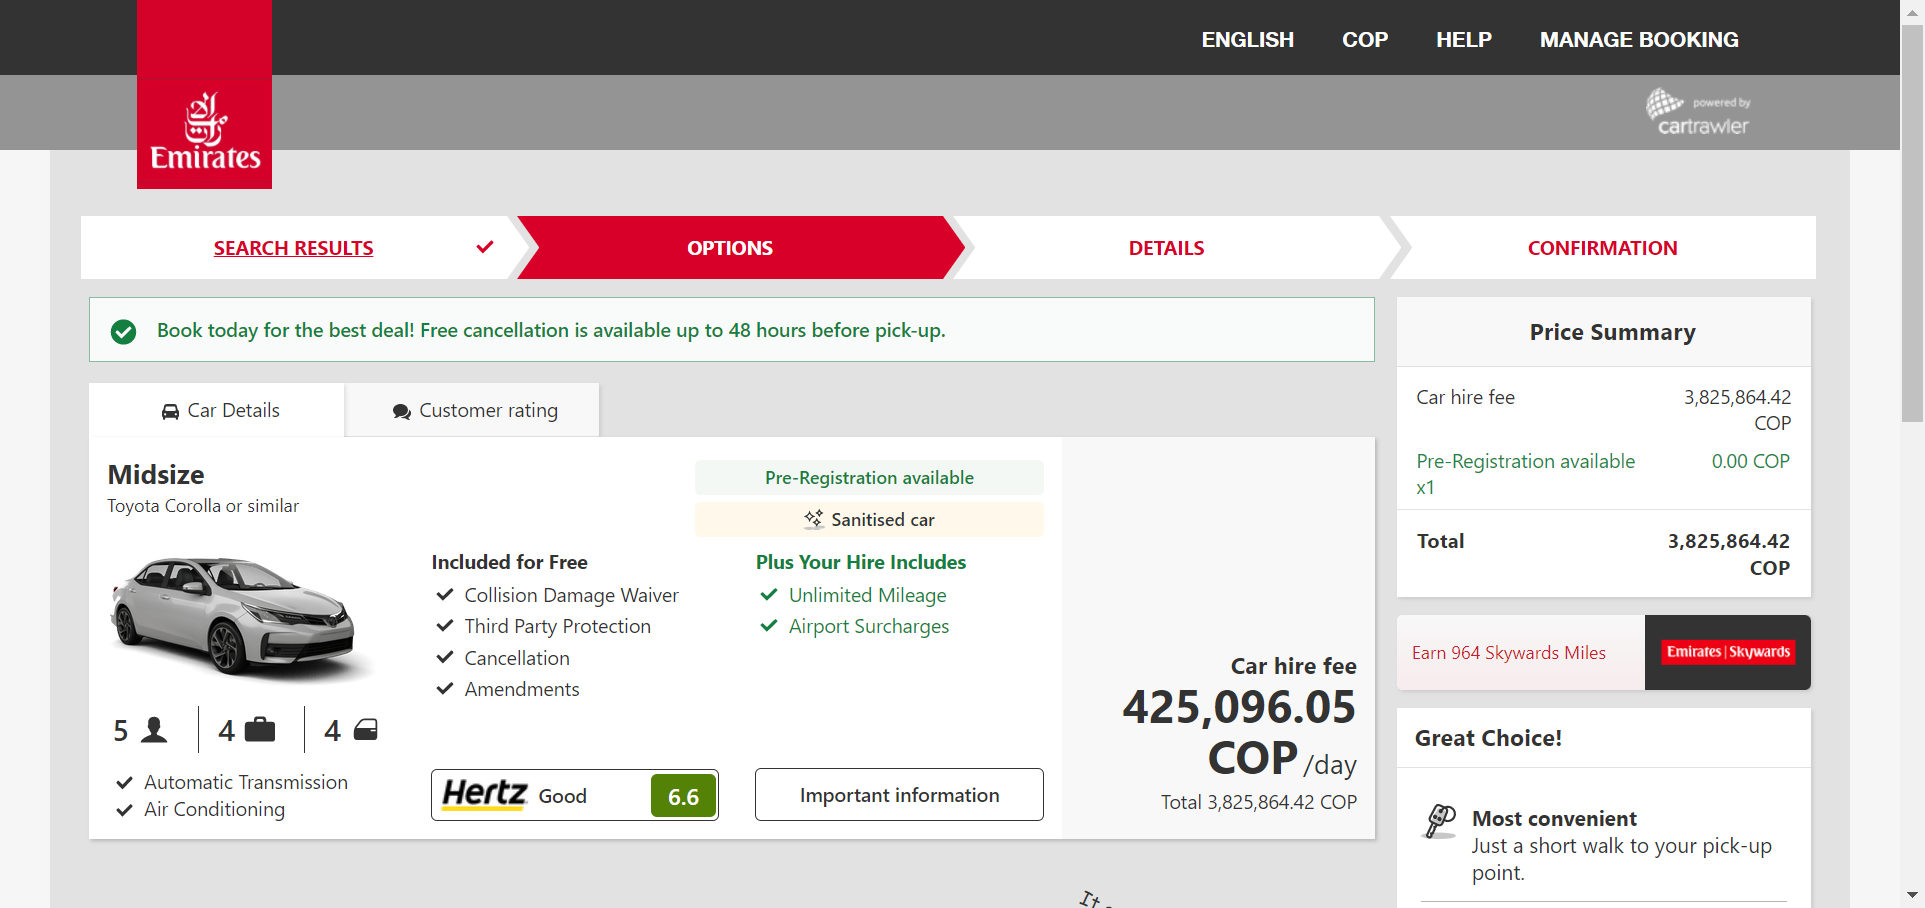 ENGLISH COP HELP MANAGE BOOKING
powered by
cartrawler
Emirates
SEARCH RESULTS OPTIONS DETAILS CONFIRMATION
Book today for the best deal! Free cancellation is available up to 48 hours before pick-up.
Car Details
Customer rating
Midsize
Toyota Corolla or similar
Pre-Registration available
Sanitised car
Included for Free
Collision Damage Waiver
Third Party Protection
Cancellation
Amendments
Plus Your Hire Includes
Unlimited Mileage
Airport Surcharges
5 4 4
Automatic Transmission
Air Conditioning
Hertz Good 6.6
Important information
Car hire fee
425,096.05
COP /day
Total 3,825,864.42 COP
Price Summary
Car hire fee 3,825,864.42
COP
Pre-Registration available 0.00 COP
x1
Total 3,825,864.42
COP
Earn 964 Skywards Miles
Emirates | Skywards
Great Choice!
Most convenient
Just a short walk to your pick-up
point.